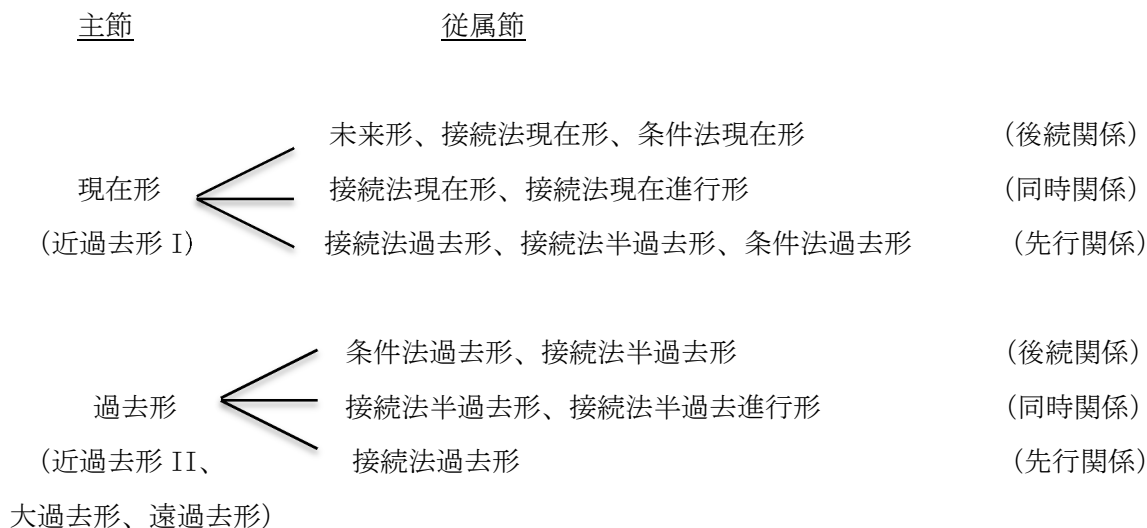 主節 従属節
未来形、接続法現在形、条件法現在形 (後続関係)
現在形 接続法現在形、接続法現在進行形 (同時関係)
(近過去形 I) 接続法過去形、接続法半過去形、条件法過去形 (先行関係)
条件法過去形、接続法半過去形 (後続関係)
過去形 接続法半過去形、接続法半過去進行形 (同時関係)
(近過去形 II、 接続法過去形 (先行関係)
大過去形、遠過去形)